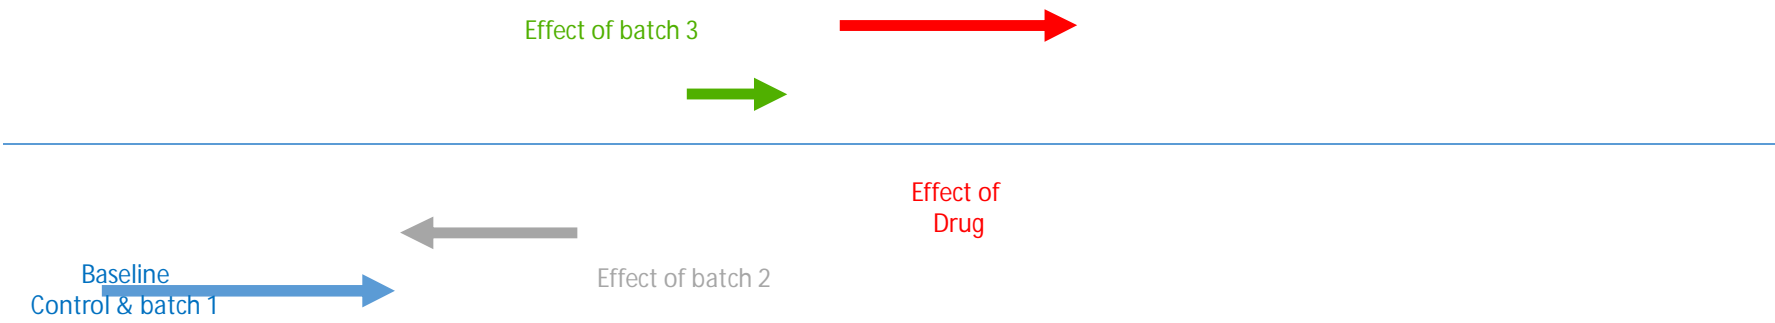 Effect of batch 3
Effect of
Drug
Baseline
Control & batch 1
Effect of batch 2